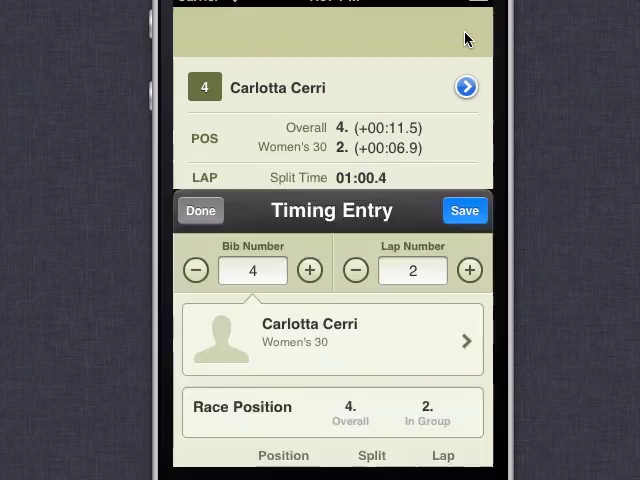 4 Carlotta Cerri
POS Overall 4. (+00:11.5)
Women's 30 2. (+00:06.9)
LAP Split Time 01:00.4
Done Timing Entry Save
Bib Number Lap Number
4 2
Carlotta Cerri
Women's 30
Race Position 4. 2.
Overall In Group
Position Split Lap